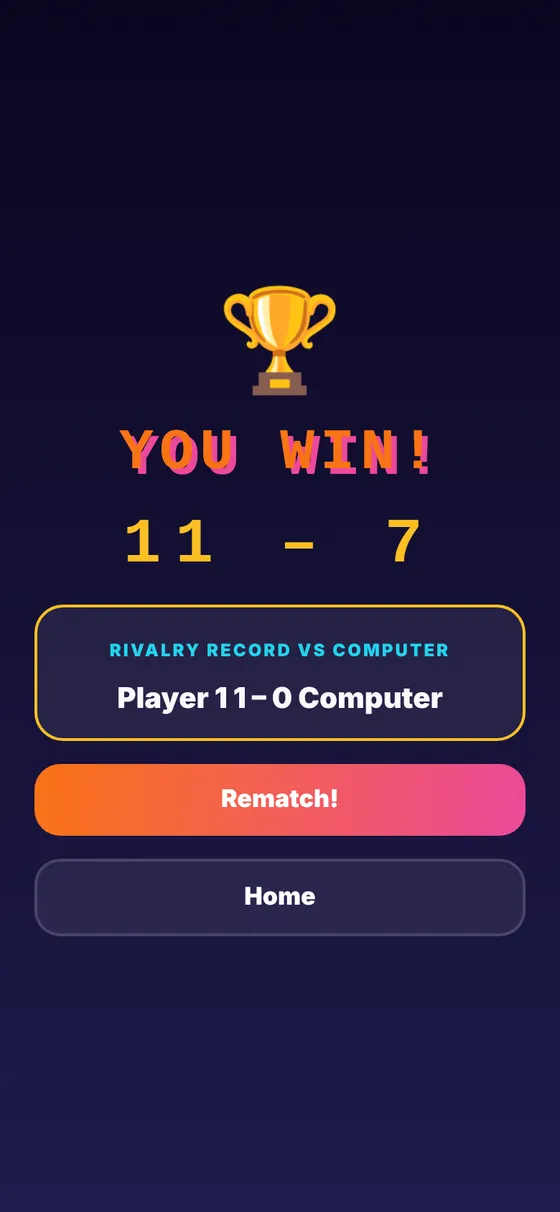 YOU WIN!
11 – 7
RIVALRY RECORD VS COMPUTER
Player 11–0 Computer
Rematch!
Home